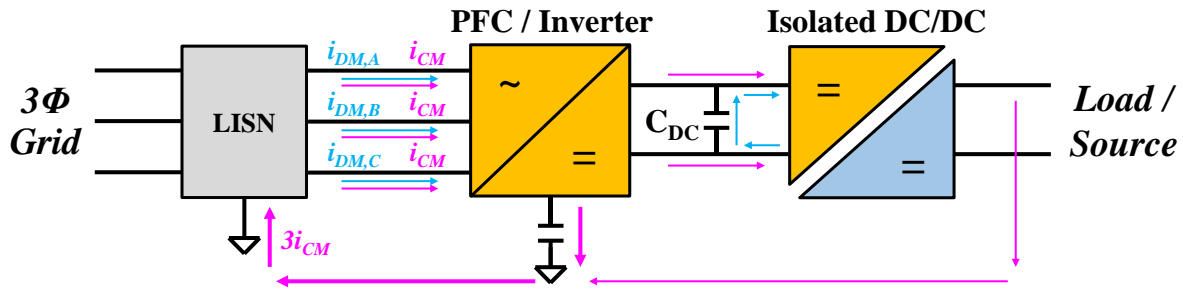 PFC / Inverter
Isolated DC/DC
i_DM,A
i_CM
i_DM,B
i_CM
i_DM,C
i_CM
3Φ
Grid
LISN
~
=
C_DC
=
=
Load /
Source
3i_CM